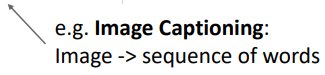 e.g. Image Captioning:
Image -> sequence of words